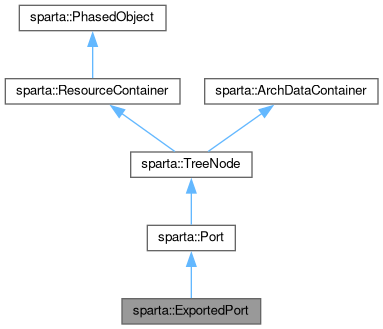 sparta::PhasedObject
sparta::ResourceContainer
sparta::ArchDataContainer
sparta::TreeNode
sparta::Port
sparta::ExportedPort